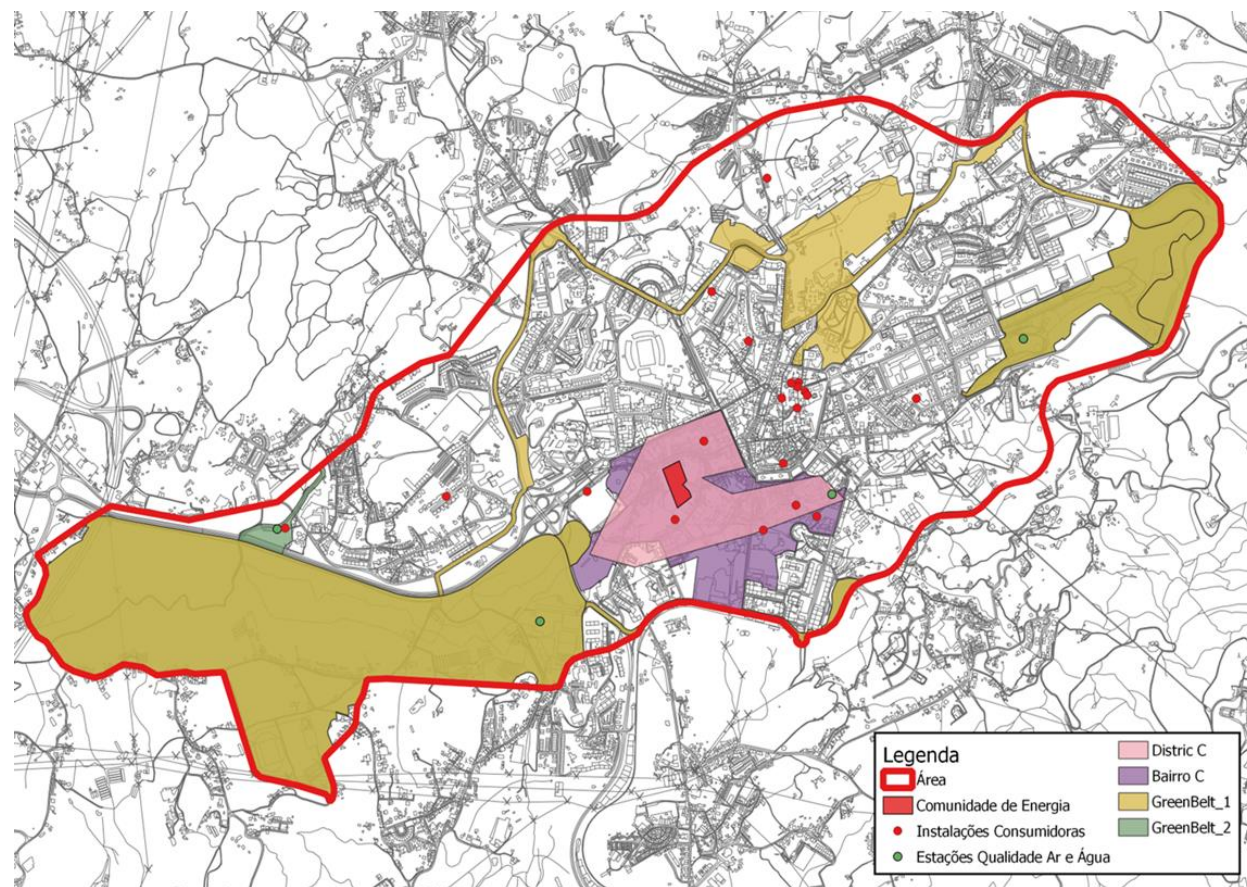 Legenda
Área
Comunidade de Energia
Instalações Consumidoras
Estações Qualidade Ar e Água
Distric C
Bairro C
GreenBelt_1
GreenBelt_2